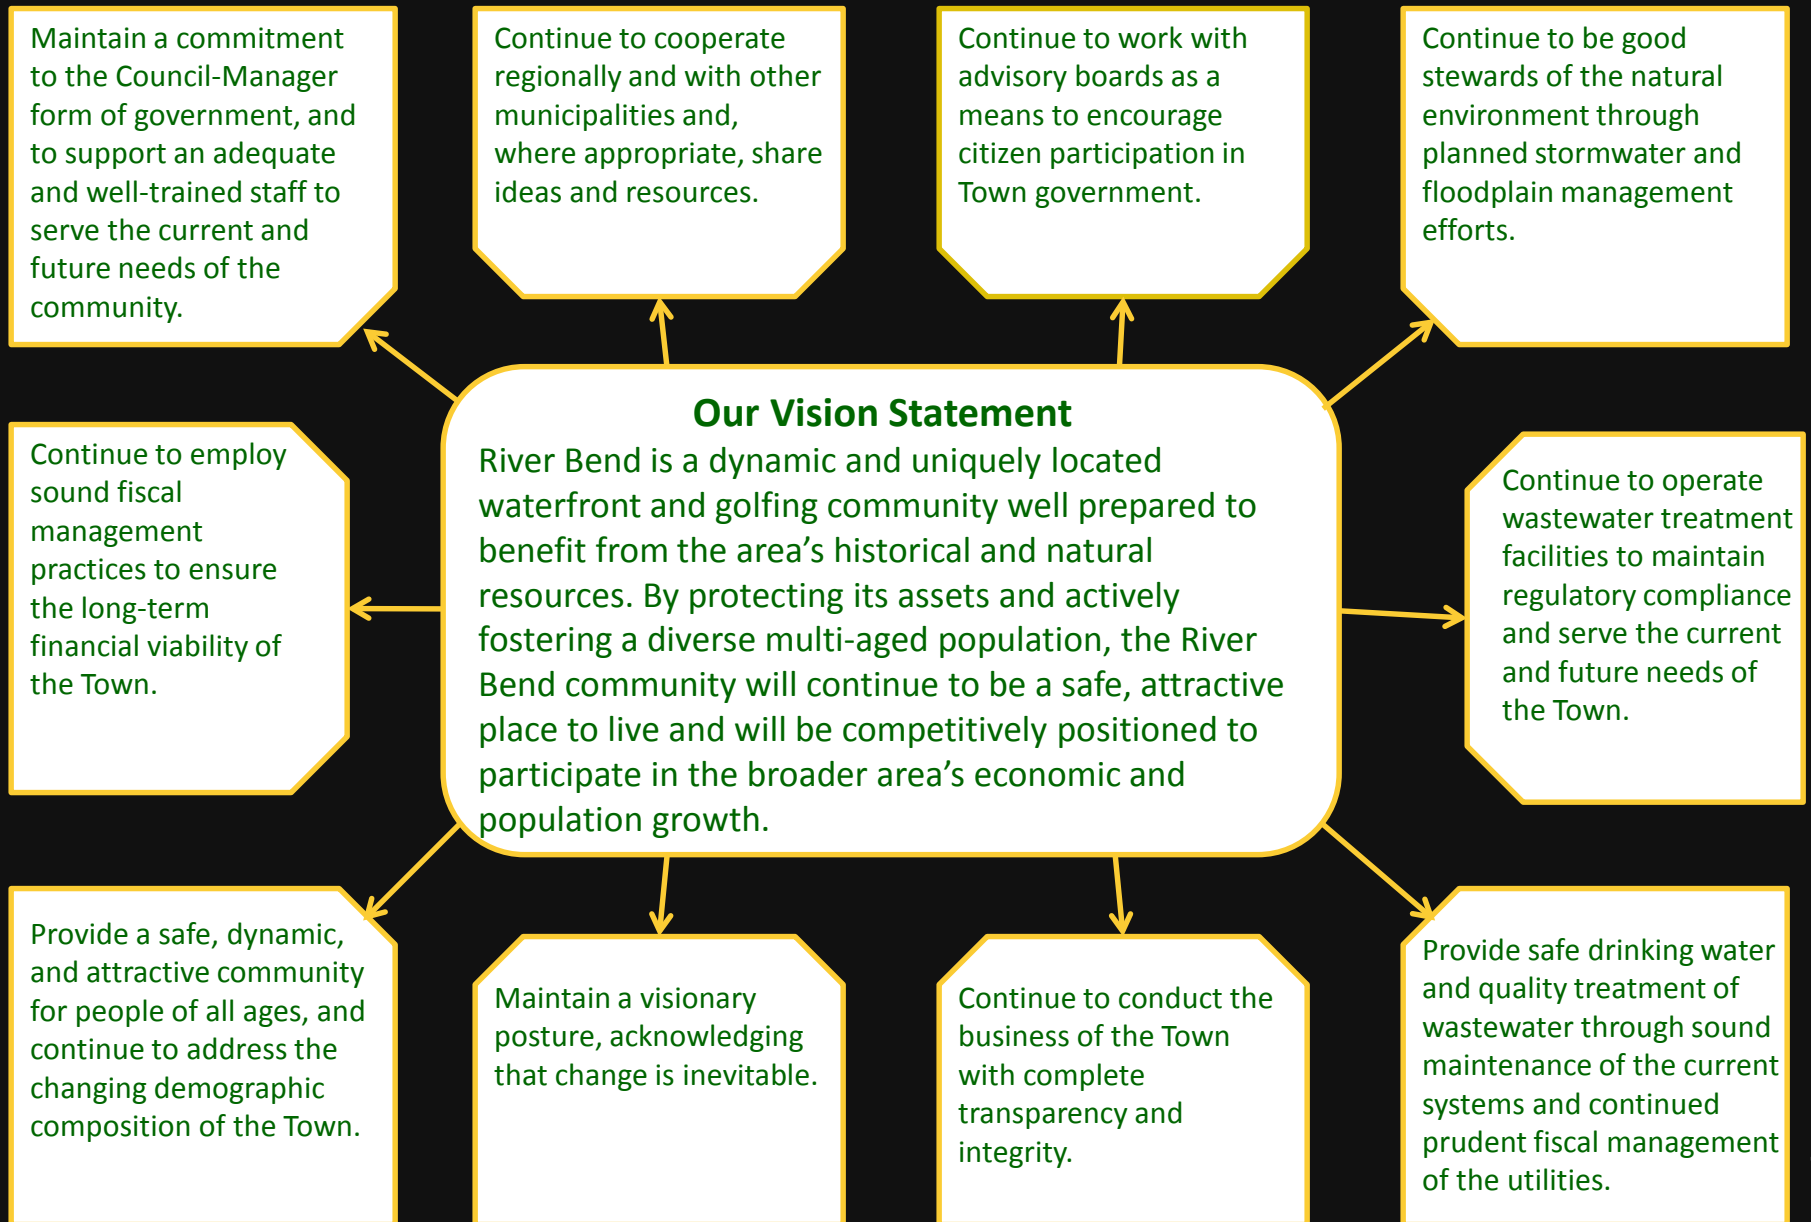 Maintain a commitment
to the Council-Manager
form of government, and
to support an adequate
and well-trained staff to
serve the current and
future needs of the
community.
Continue to cooperate
regionally and with other
municipalities and,
where appropriate, share
ideas and resources.
Continue to work with
advisory boards as a
means to encourage
citizen participation in
Town government.
Continue to be good
stewards of the natural
environment through
planned stormwater and
floodplain management
efforts.
Continue to employ
sound fiscal
management
practices to ensure
the long-term
financial viability of
the Town.
Our Vision Statement
River Bend is a dynamic and uniquely located
waterfront and golfing community well prepared to
benefit from the area’s historical and natural
resources. By protecting its assets and actively
fostering a diverse multi-aged population, the River
Bend community will continue to be a safe, attractive
place to live and will be competitively positioned to
participate in the broader area’s economic and
population growth.
Continue to operate
wastewater treatment
facilities to maintain
regulatory compliance
and serve the current
and future needs of
the Town.
Provide a safe, dynamic,
and attractive community
for people of all ages, and
continue to address the
changing demographic
composition of the Town.
Maintain a visionary
posture, acknowledging
that change is inevitable.
Continue to conduct the
business of the Town
with complete
transparency and
integrity.
Provide safe drinking water
and quality treatment of
wastewater through sound
maintenance of the current
systems and continued
prudent fiscal management
of the utilities.